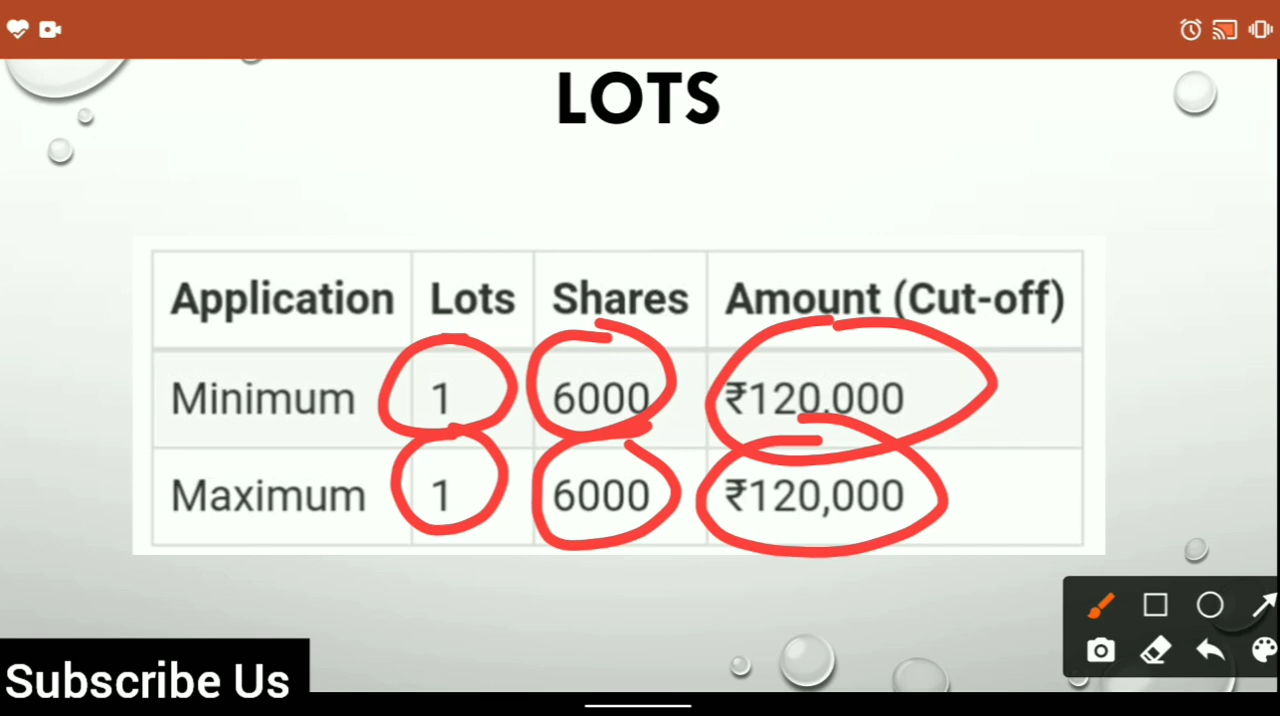 LOTS
Application Lots Shares Amount (Cut-off)
Minimum 1 6000 ₹120,000
Maximum 1 6000 ₹120,000
Subscribe Us